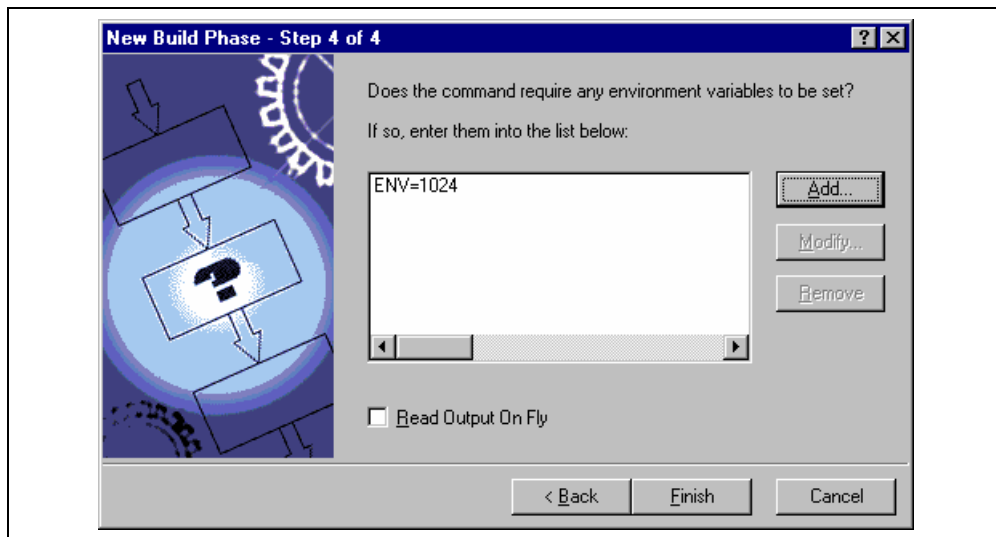 New Build Phase - Step 4 of 4
Does the command require any environment variables to be set?
If so, enter them into the list below:
ENV=1024
Add...
Modify...
Remove
Read Output On Fly
< Back
Finish
Cancel